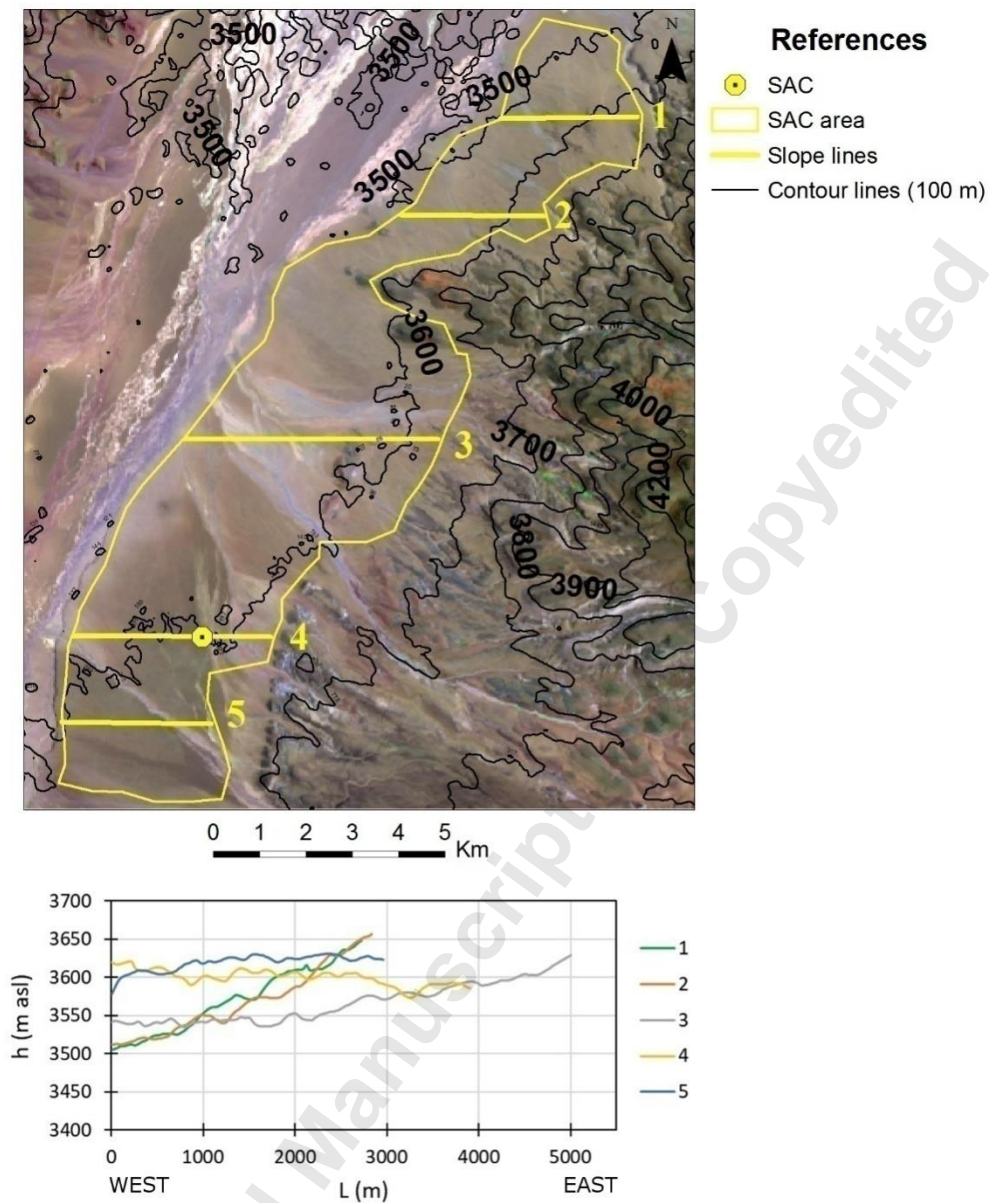 3500
3500
N
3500
3500
3500
1
2
3600
4000
3
3700
4200
3800
3900
4
5
References
SAC
SAC area
Slope lines
Contour lines (100 m)
0 1 2 3 4 5
Km
3700
3650
3600
3550
3500
3450
3400
h (m asl)
0 1000 2000 3000 4000 5000
WEST L (m) EAST
1
2
3
4
5
Manuscript
Copyedited